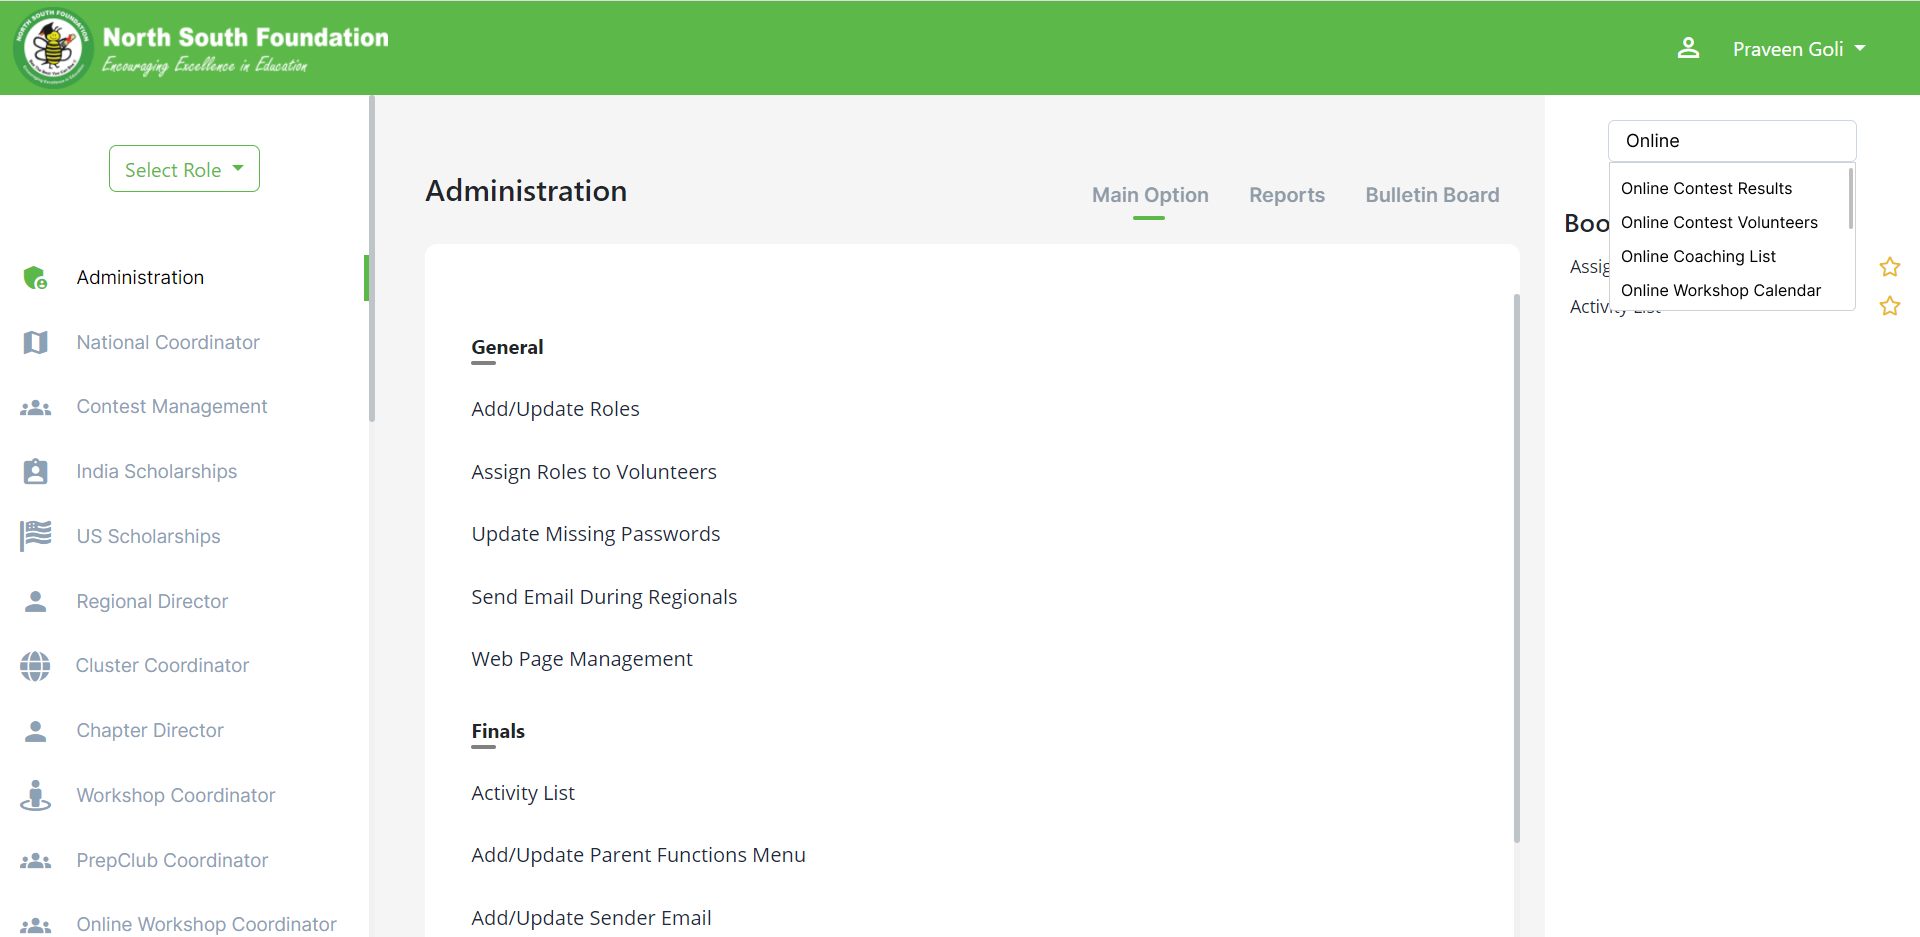 North South Foundation
Encouraging Excellence in Education
Praveen Goli
Select Role
Administration
National Coordinator
Contest Management
India Scholarships
US Scholarships
Regional Director
Cluster Coordinator
Chapter Director
Workshop Coordinator
PrepClub Coordinator
Online Workshop Coordinator
Administration
Main Option
Reports
Bulletin Board
General
Add/Update Roles
Assign Roles to Volunteers
Update Missing Passwords
Send Email During Regionals
Web Page Management
Finals
Activity List
Add/Update Parent Functions Menu
Add/Update Sender Email
Online
Online Contest Results
Online Contest Volunteers
Online Coaching List
Online Workshop Calendar
Boo
Assig
Activity List